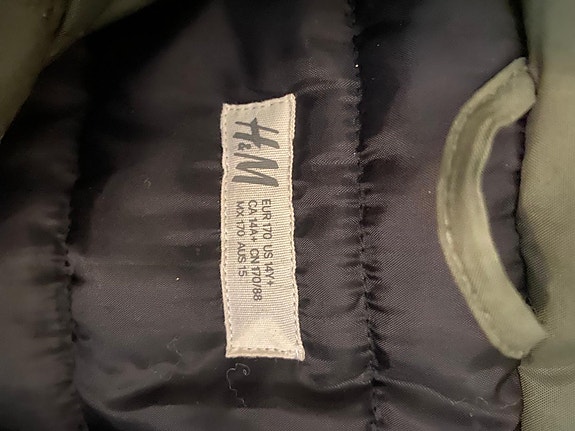 H&M
EUR 170 US 14Y+
CA 14A+ CN 170/88
MX 170 AUS 15